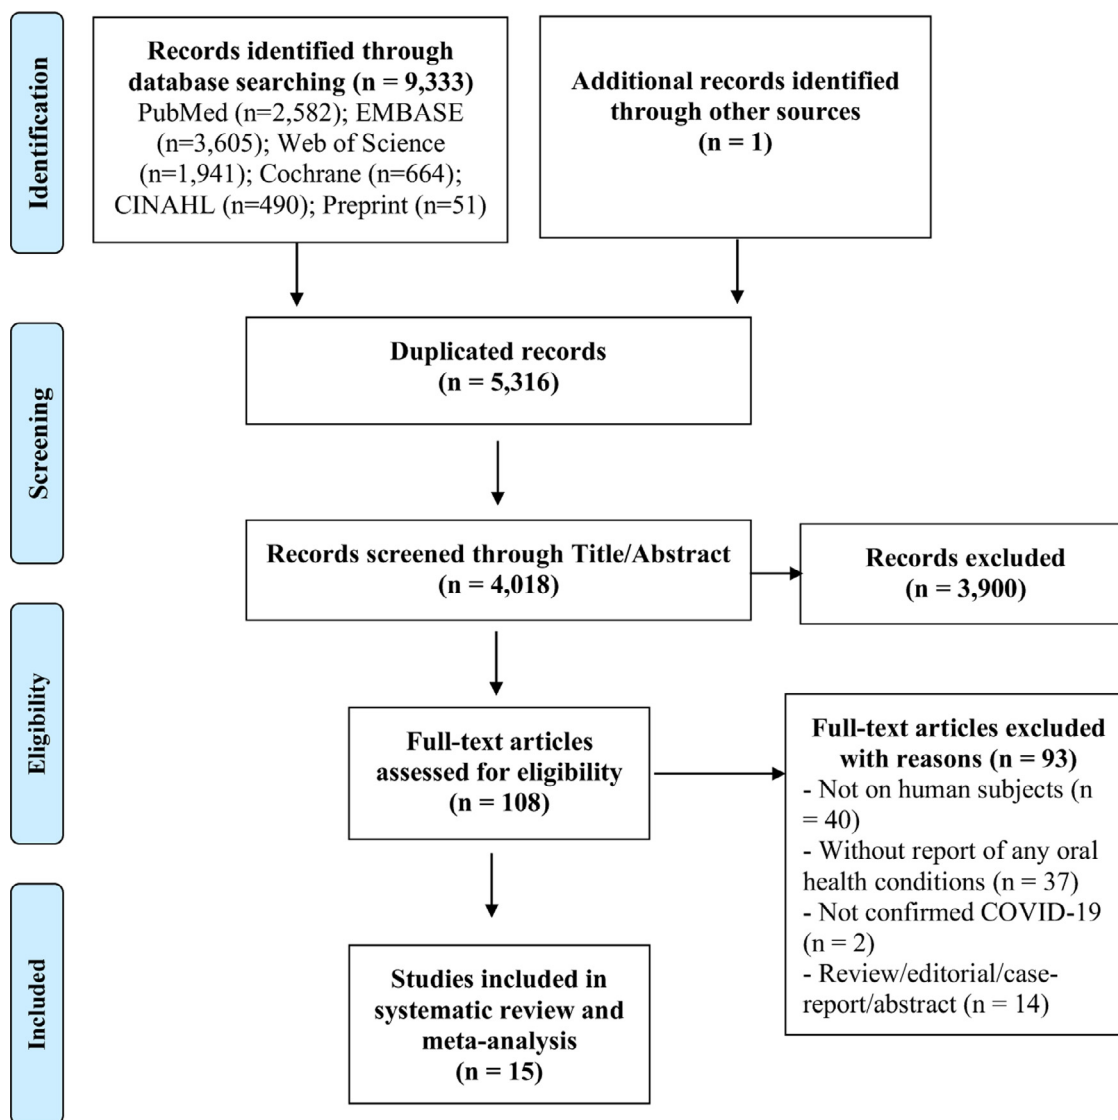 Identification
Records identified through
database searching (n = 9,333)
PubMed (n=2,582); EMBASE
(n=3,605); Web of Science
(n=1,941); Cochrane (n=664);
CINAHL (n=490); Preprint (n=51)
Additional records identified
through other sources
(n = 1)
Screening
Duplicated records
(n = 5,316)
Records screened through Title/Abstract
(n = 4,018)
Records excluded
(n = 3,900)
Eligibility
Full-text articles
assessed for eligibility
(n = 108)
Full-text articles excluded
with reasons (n = 93)
- Not on human subjects (n
= 40)
- Without report of any oral
health conditions (n = 37)
- Not confirmed COVID-19
(n = 2)
- Review/editorial/case-
report/abstract (n = 14)
Included
Studies included in
systematic review and
meta-analysis
(n = 15)